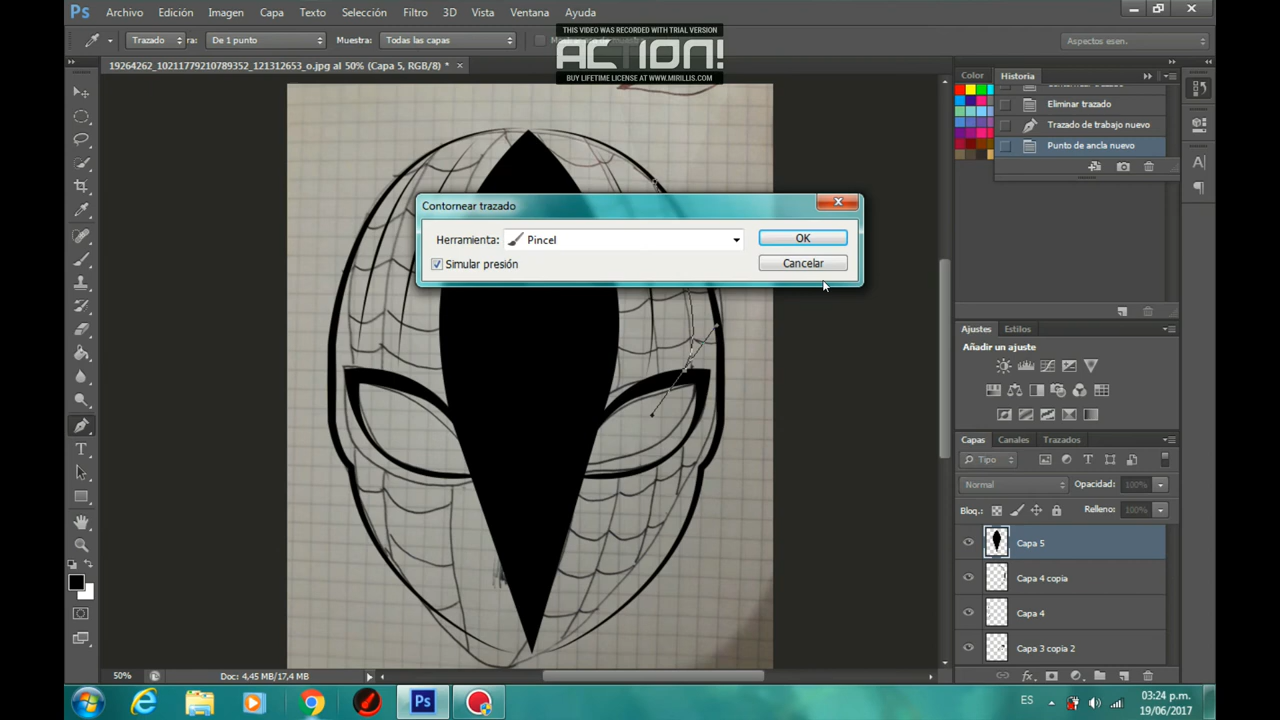 Ps Archivo Edición Imagen Capa Texto Selección Filtro 3D Vista Ventana Ayuda
THIS VIDEO WAS RECORDED WITH TRIAL VERSION
ACTION!
BUY LIFETIME LICENSE AT WWW.MIRILLIS.COM
Trazado ra: De 1 punto Muestra: Todas las capas Aspectos esen.
19264262_10211779210789352_121312653_o.jpg al 50% (Capa 5, RGB/8) * ×
Color Historia
Eliminar trazado
Trazado de trabajo nuevo
Punto de ancla nuevo
Contornear trazado
Herramienta: Pincel OK
Simular presión Cancelar
Ajustes Estilos
Añadir un ajuste
Capas Canales Trazados
Tipo
Normal Opacidad: 100%
Bloq.: Relleno: 100%
Capa 5
Capa 4 copia
Capa 4
Capa 3 copia 2
50% Doc: 4,45 MB/17,4 MB
Ps ES 03:24 p.m.
19/06/2017